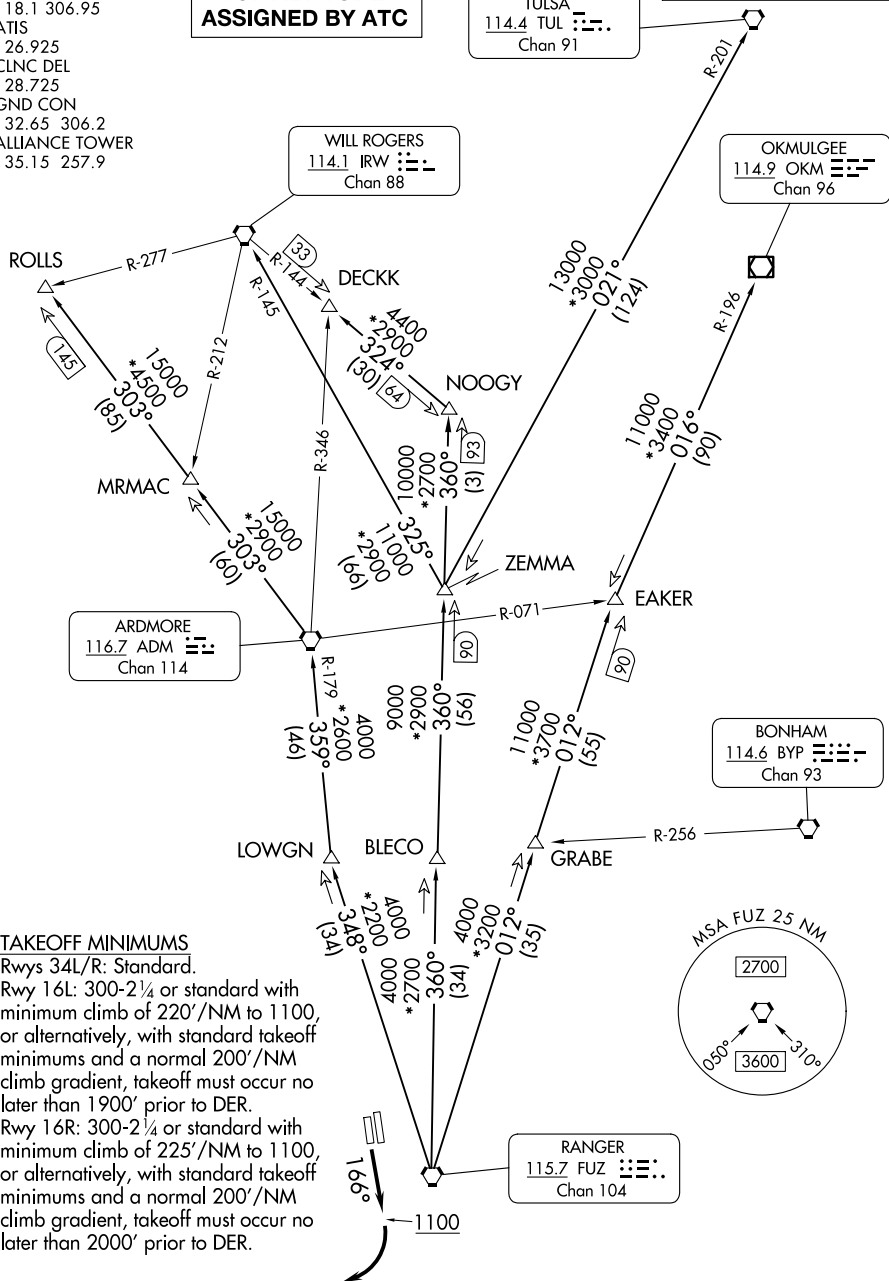 18.1 306.95
ATIS
26.925
CLNC DEL
28.725
GND CON
32.65 306.2
ALLIANCE TOWER
35.15 257.9
ASSIGNED BY ATC
TULSA
114.4 TUL
Chan 91
R-201
WILL ROGERS
114.1 IRW
Chan 88
OKMULGEE
114.9 OKM
Chan 96
ROLLS
R-277
33
R-144
DECKK
R-145
R-212
145
15000
*4500
303°
(85)
4400
*2900
324°
(30)
64
NOOGY
13000
*3000
021°
(124)
R-196
11000
*3400
016°
(90)
R-346
MRMAC
10000
*2700
360°
(3)
93
325°
11000
*2900
(66)
15000
*2900
303°
(60)
ZEMMA
EAKER
R-071
ARDMORE
116.7 ADM
Chan 114
90
90
R-179
4000
*2600
359°
(46)
9000
*2900
360°
(56)
11000
*3700
012°
(55)
BONHAM
114.6 BYP
Chan 93
R-256
LOWGN
BLECO
GRABE
4000
*2200
348°
(34)
4000
*2700
360°
(34)
4000
*3200
012°
(35)
MSA FUZ 25 NM
2700
050°
310°
3600
TAKEOFF MINIMUMS
Rwys 34L/R: Standard.
Rwy 16L: 300-2¼ or standard with
minimum climb of 220'/NM to 1100,
or alternatively, with standard takeoff
minimums and a normal 200'/NM
climb gradient, takeoff must occur no
later than 1900' prior to DER.
Rwy 16R: 300-2¼ or standard with
minimum climb of 225'/NM to 1100,
or alternatively, with standard takeoff
minimums and a normal 200'/NM
climb gradient, takeoff must occur no
later than 2000' prior to DER.
166°
1100
RANGER
115.7 FUZ
Chan 104